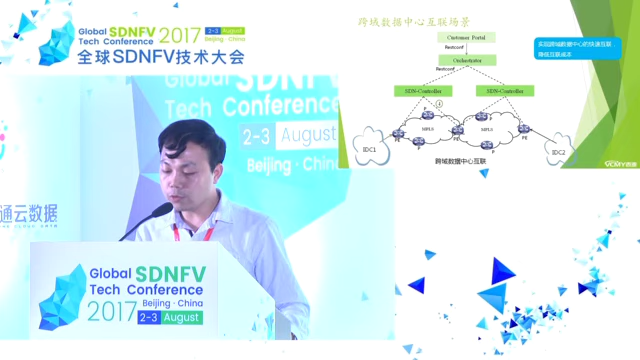 Global SDNFV 2017
Tech Conference
2-3 August
Beijing · China
全球SDNFV技术大会
Global SDNFV
Tech Conference
2-3 August
Beijing · China
通云数据
Global SDNFV
Tech Conference
2017 Beijing · China
2-3 August
跨域数据中心互联场景
Customer Portal
Restconf
Orchestrator
Restconf
SDN-Controller
SDN-Controller
实现跨域数据中心的快速互联,
降低互联成本
P
P
MPLS
MPLS
PE
PE
PE
P
P
IDC1
IDC2
跨域数据中心互联